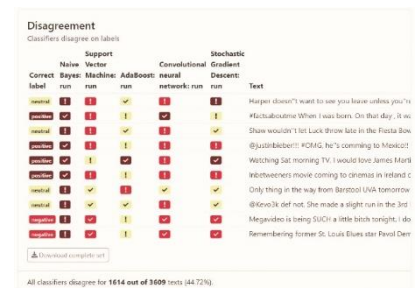 Disagreement
Classifiers disagree on labels
Correct label Naive Bayes: run Support Vector Machine: run AdaBoost: run Convolutional neural network: run Stochastic Gradient Descent: run Text
neutral ! ! ✓ ! ! Harper doesn''t want to see you leave unless you''r
positive ✓ ! ! ✓ ! #factsaboutme When I was born. On that day , it wa
neutral ! ! ✓ ! ✓ Shaw wouldn''t let Luck throw late in the Fiesta Bow
positive ✓ ! ! ! ✓ @justinbieber!!! #OMG, he''s comming to Mexico!!
positive ✓ ! ✓ ! ✓ Watching Sat morning TV, I would love James Marti
positive ✓ ! ! ! ✓ Inbetweeners movie coming to cinemas in Ireland c
neutral ! ✓ ! ✓ ✓ Only thing in the way from Barstool UVA tomorrow
neutral ! ✓ ✓ ! ✓ @Kevo3k def not. She made a slight run in the 3rd
negative ! ✓ ! ! ✓ Megavideo is being SUCH a little bitch tonight, I do
negative ! ✓ ! ! ✓ Remembering former St. Louis Blues star Pavol Dem
Download complete set
All classifiers disagree for 1614 out of 3609 texts (44.72%).